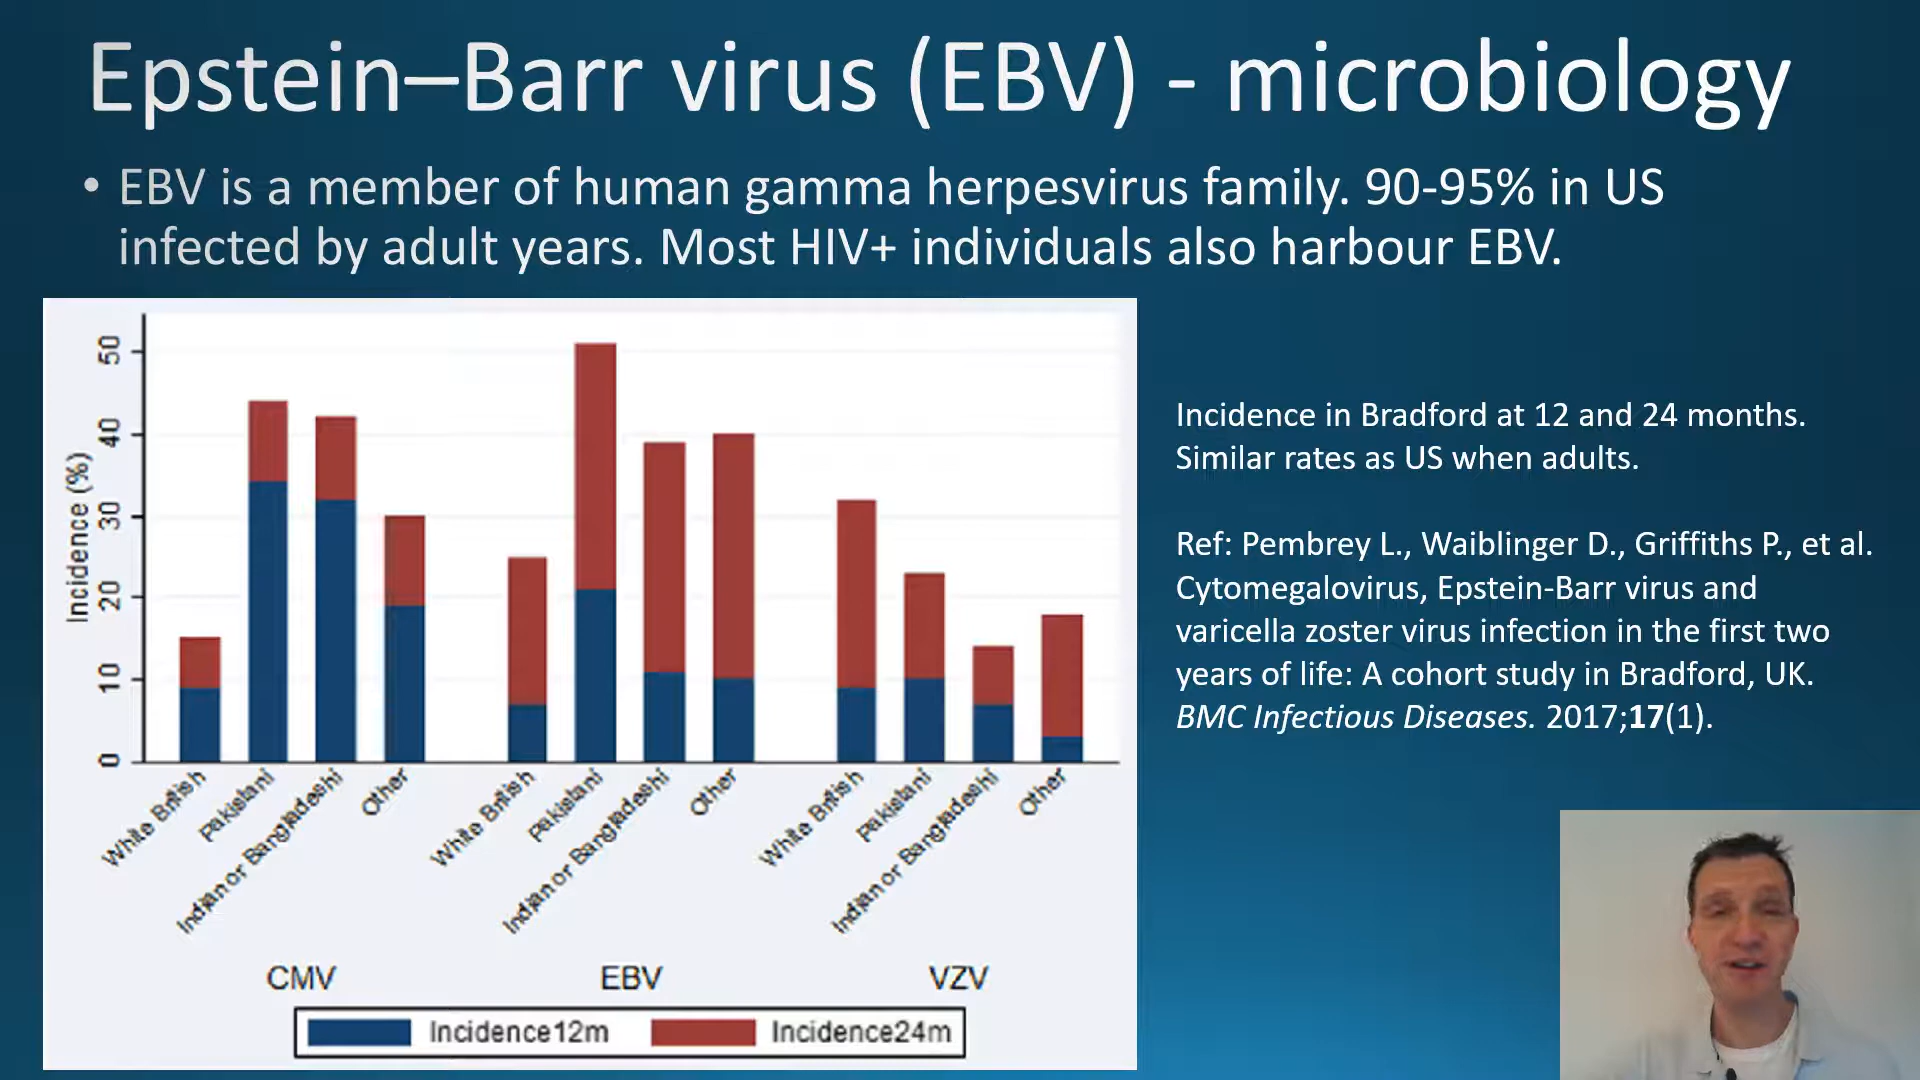 Epstein–Barr virus (EBV) - microbiology
• EBV is a member of human gamma herpesvirus family. 90-95% in US
infected by adult years. Most HIV+ individuals also harbour EBV.
Incidence (%)
50
40
30
20
10
0
White British
Pakistani
Indian or Bangladeshi
Other
White British
Pakistani
Indian or Bangladeshi
Other
White British
Pakistani
Indian or Bangladeshi
Other
CMV
EBV
VZV
Incidence12m
Incidence24m
Incidence in Bradford at 12 and 24 months.
Similar rates as US when adults.
Ref: Pembrey L., Waiblinger D., Griffiths P., et al.
Cytomegalovirus, Epstein-Barr virus and
varicella zoster virus infection in the first two
years of life: A cohort study in Bradford, UK.
BMC Infectious Diseases. 2017;17(1).